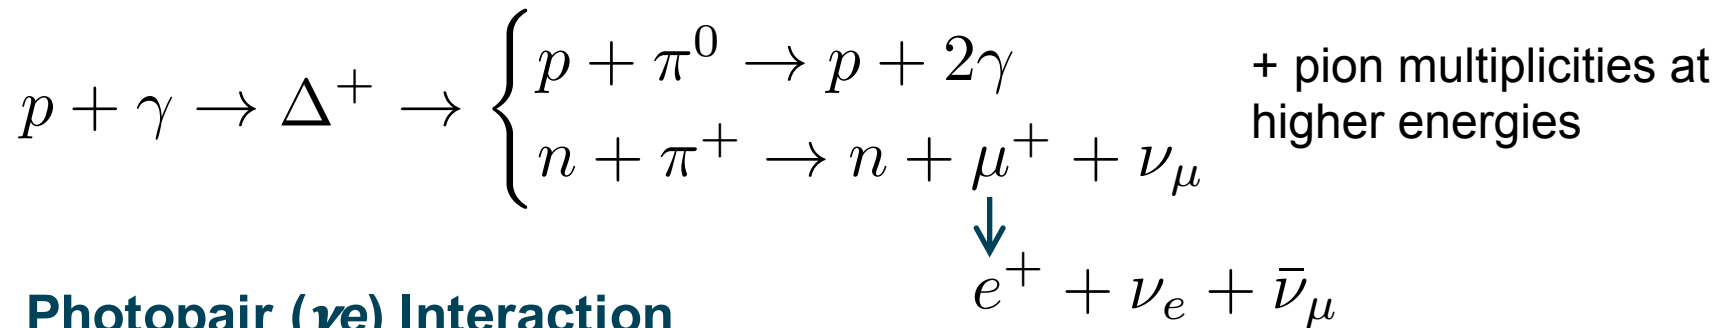 p + γ → Δ⁺ → { p + π⁰ → p + 2γ
n + π⁺ → n + μ⁺ + ν_μ
+ pion multiplicities at
higher energies
↓
e⁺ + ν_e + ν̄_μ
Photopair (γe) Interaction